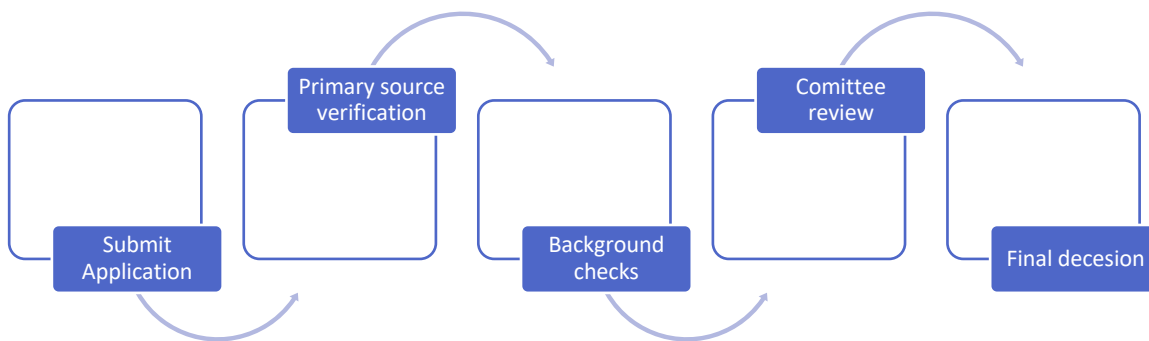 Submit
Application
Primary source
verification
Background
checks
Comittee
review
Final decesion